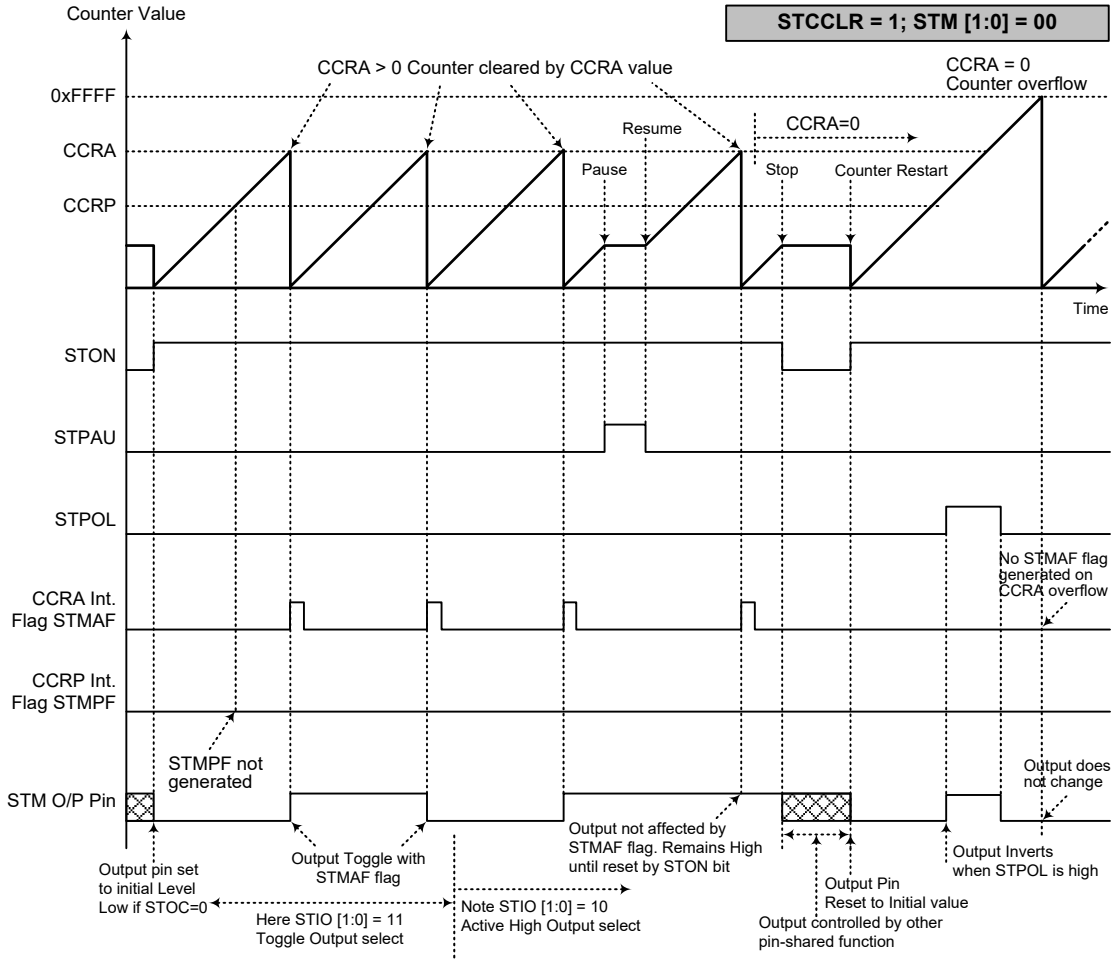 Counter Value
STCCLR = 1; STM [1:0] = 00
CCRA > 0 Counter cleared by CCRA value
CCRA = 0
Counter overflow
0xFFFF
CCRA
CCRP
Resume
CCRA=0
Pause
Stop
Counter Restart
Time
STON
STPAU
STPOL
No STMAF flag
generated on
CCRA overflow
CCRA Int.
Flag STMAF
CCRP Int.
Flag STMPF
STMPF not
generated
STM O/P Pin
Output does
not change
Output pin set
to initial Level
Low if STOC=0
Output Toggle with
STMAF flag
Here STIO [1:0] = 11
Toggle Output select
Note STIO [1:0] = 10
Active High Output select
Output not affected by
STMAF flag. Remains High
until reset by STON bit
Output Pin
Reset to Initial value
Output controlled by other
pin-shared function
Output Inverts
when STPOL is high